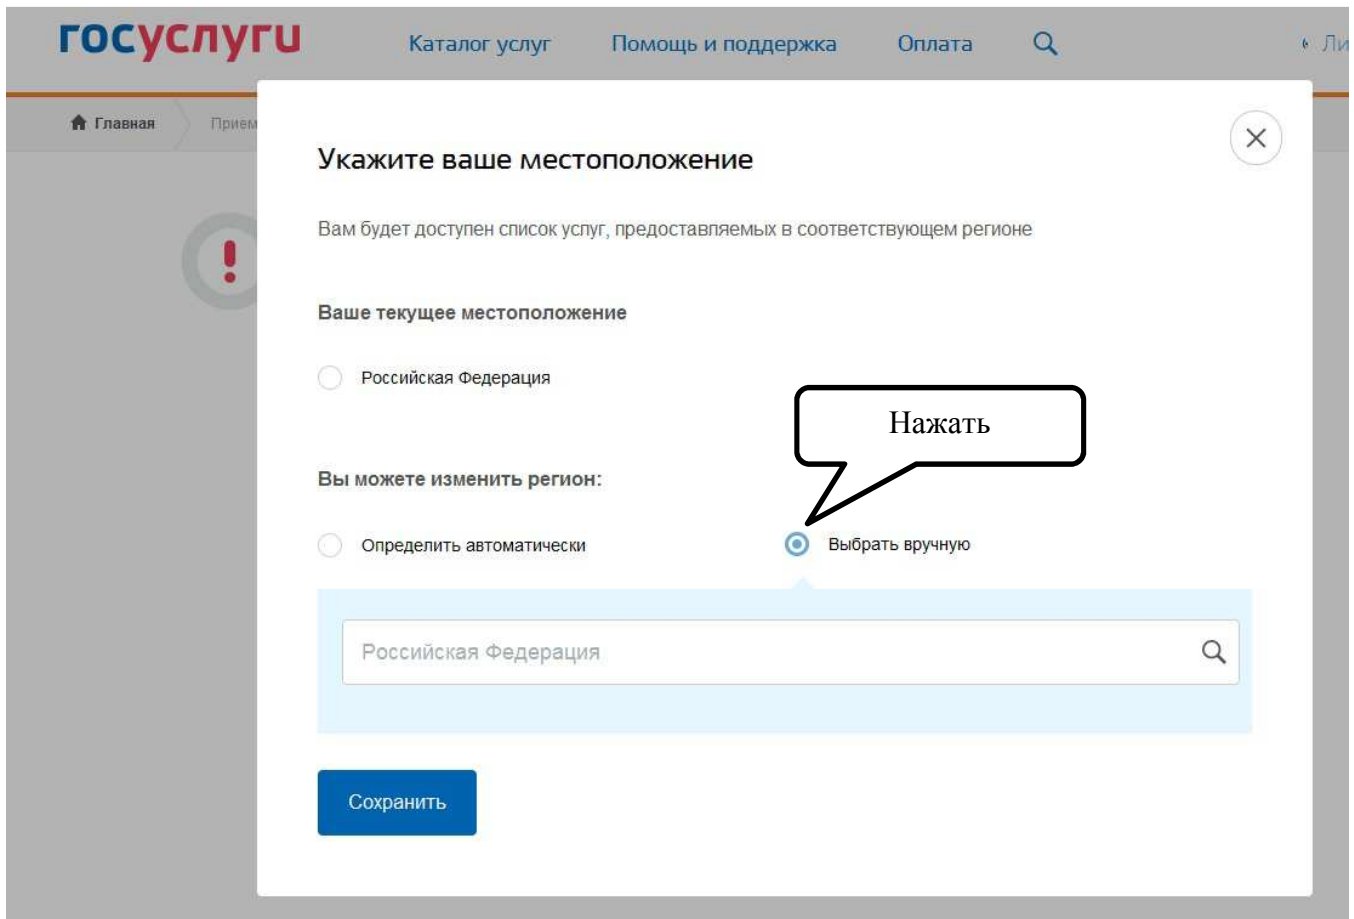 госуслуги
Каталог услуг
Помощь и поддержка
Оплата
Главная
Укажите ваше местоположение
Вам будет доступен список услуг, предоставляемых в соответствующем регионе
Ваше текущее местоположение
Российская Федерация
Нажать
Вы можете изменить регион:
Определить автоматически
Выбрать вручную
Российская Федерация
Сохранить